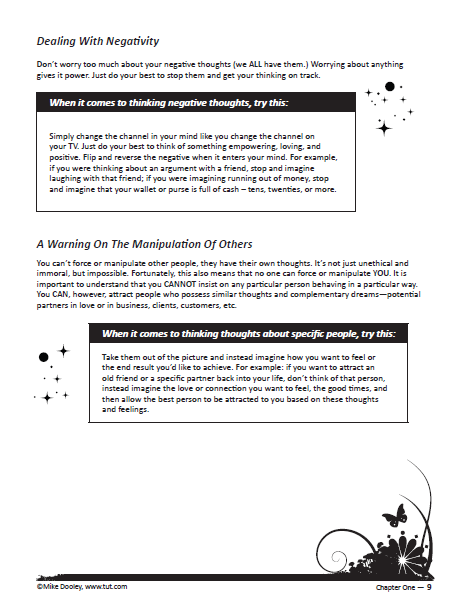 Dealing With Negativity
Don't worry too much about your negative thoughts (we ALL have them.) Worrying about anything
gives it power. Just do your best to stop them and get your thinking on track.
When it comes to thinking negative thoughts, try this:
Simply change the channel in your mind like you change the channel on
your TV. Just do your best to think of something empowering, loving, and
positive. Flip and reverse the negative when it enters your mind. For example,
if you were thinking about an argument with a friend, stop and imagine
laughing with that friend; if you were imagining running out of money, stop
and imagine that your wallet or purse is full of cash – tens, twenties, or more.
A Warning On The Manipulation Of Others
You can't force or manipulate other people, they have their own thoughts. It's not just unethical and
immoral, but impossible. Fortunately, this also means that no one can force or manipulate YOU. It is
important to understand that you CANNOT insist on any particular person behaving in a particular way.
You CAN, however, attract people who possess similar thoughts and complementary dreams—potential
partners in love or in business, clients, customers, etc.
When it comes to thinking thoughts about specific people, try this:
Take them out of the picture and instead imagine how you want to feel or
the end result you'd like to achieve. For example: if you want to attract an
old friend or a specific partner back into your life, don't think of that person,
instead imagine the love or connection you want to feel, the good times, and
then allow the best person to be attracted to you based on these thoughts
and feelings.
©Mike Dooley, www.tut.com
Chapter One — 9